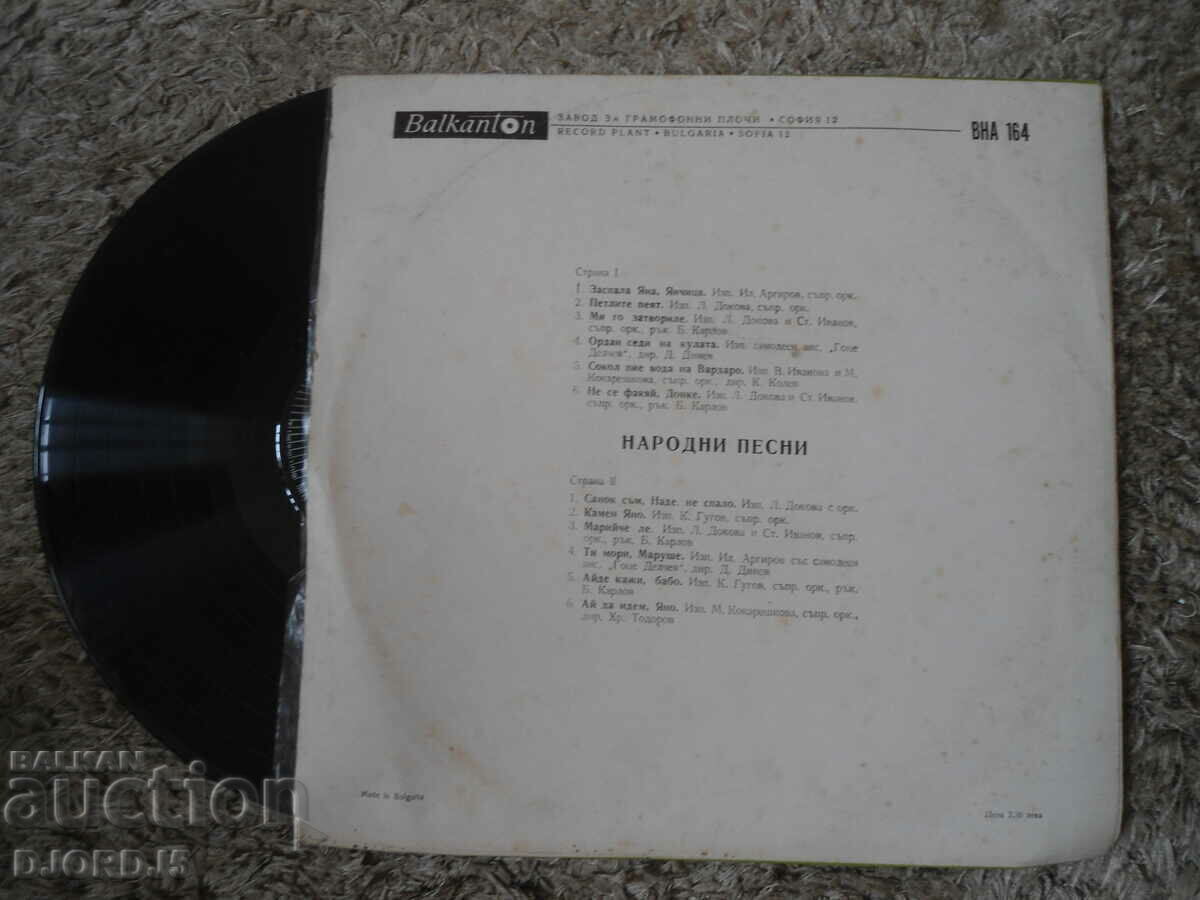 Balkanton
ЗАВОД ЗА ГРАМОФОННИ ПЛОЧИ • СОФИЯ 12
RECORD PLANT • BULGARIA • SOFIA 12
ВНА 164
Страна I
1. Заспала Яна, Янчица. Изп. Ил. Аргиров, съпр. орк.
2. Петлите пеят. Изп. Л. Докова, съпр. орк.
3. Ми го затвориле. Изп. Л. Докова и Ст. Иванов,
съпр. орк., рък. Б. Карлов
4. Ордан седи на кулата. Изп. самодеен анс. „Гоце
Делчев", дир. Д. Динев
5. Сокол пие вода на Вардаро. Изп. В. Иванова и М.
Кокарешкова, съпр. орк., дир. К. Колев
6. Не се факяй, Донке. Изп. Л. Докова и Ст. Иванов,
съпр. орк., рък. Б. Карлов
НАРОДНИ ПЕСНИ
Страна II
1. Санок съм, Наде, не спало. Изп. Л. Докова с орк.
2. Камен Яно. Изп. К. Гугов, съпр. орк.
3. Марийче ле. Изп. Л. Докова и Ст. Иванов, съпр.
орк., рък. Б. Карлов
4. Ти мори, Маруше. Изп. Ил. Аргиров със самодеен
анс. „Гоце Делчев", дир. Д. Динев
5. Айде кажи, бабо. Изп. К. Гугов, съпр. орк., рък.
Б. Карлов
6. Ай да идем, Яно. Изп. М. Кокарешкова, съпр. орк.,
дир. Хр. Тодоров
Made in Bulgaria
Цена лева
BALKAN
auction
DJORD.15